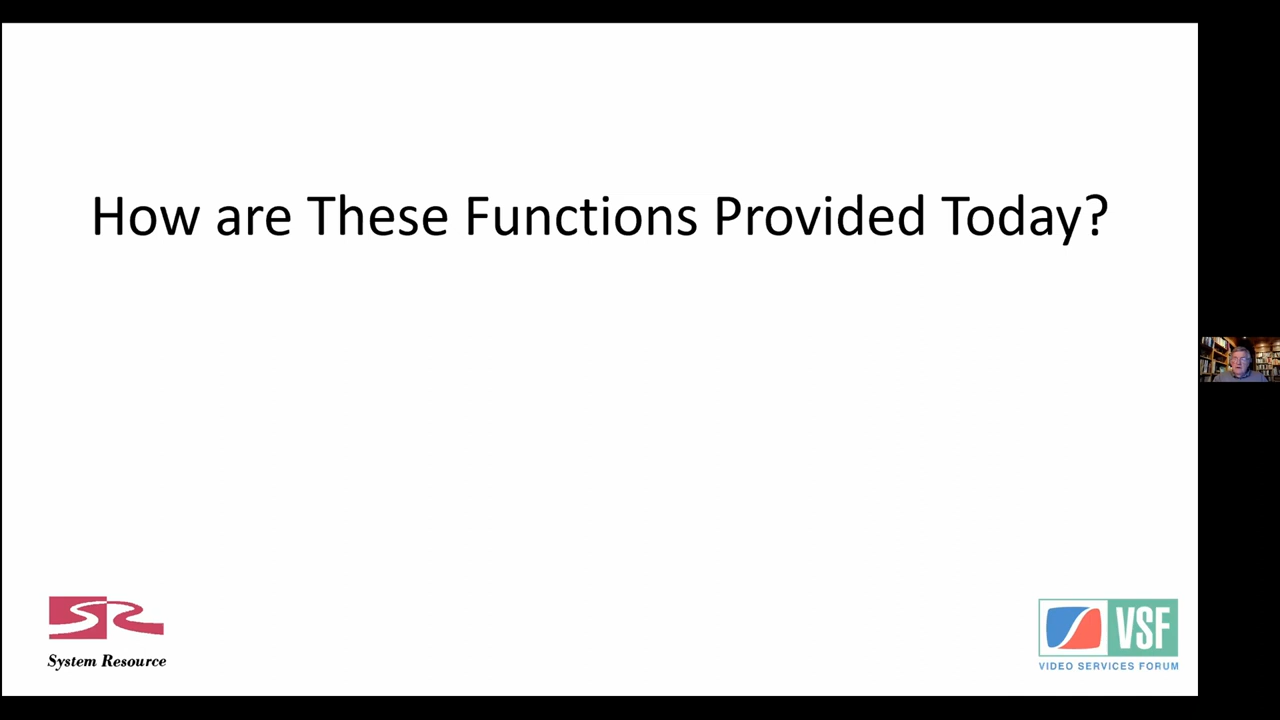 How are These Functions Provided Today?
SR
System Resource
VSF
VIDEO SERVICES FORUM